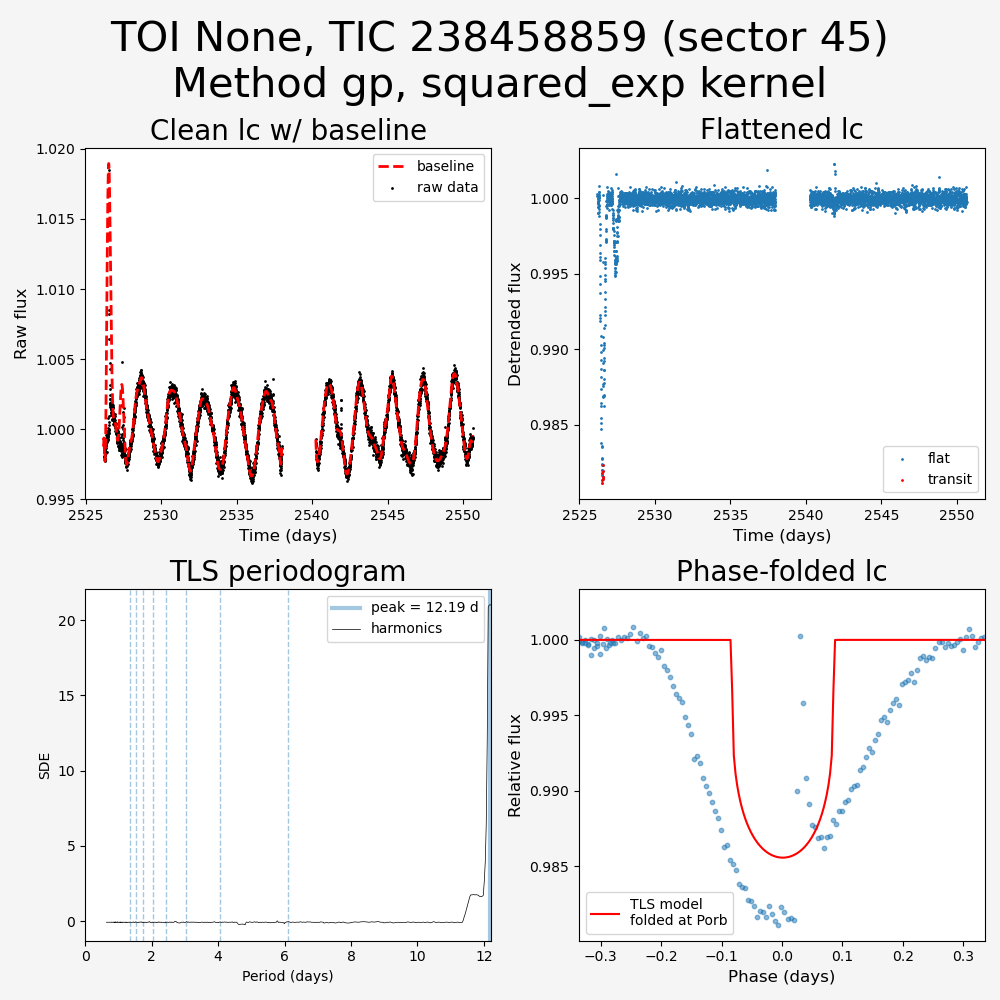 TOI None, TIC 238458859 (sector 45)
Method gp, squared_exp kernel
Clean lc w/ baseline
Flattened lc
1.020
1.015
1.010
1.005
1.000
0.995
Raw flux
baseline
raw data
2525
2530
2535
2540
2545
2550
Time (days)
1.000
0.995
0.990
0.985
Detrended flux
flat
transit
2525
2530
2535
2540
2545
2550
Time (days)
TLS periodogram
Phase-folded lc
20
15
10
5
0
SDE
peak = 12.19 d
harmonics
0
2
4
6
8
10
12
Period (days)
1.000
0.995
0.990
0.985
Relative flux
TLS model
folded at Porb
−0.3
−0.2
−0.1
0.0
0.1
0.2
0.3
Phase (days)